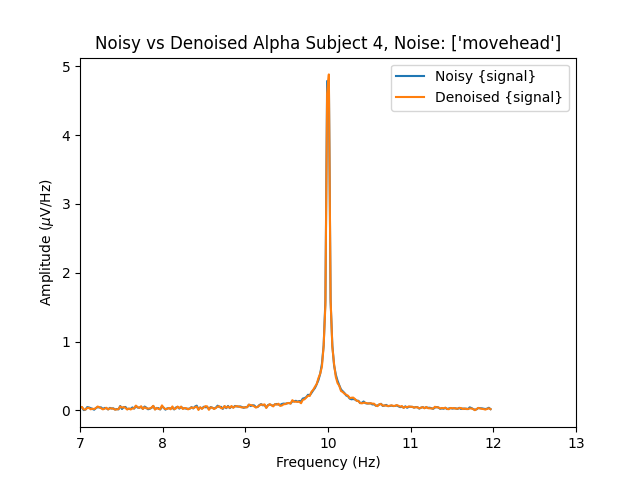 Noisy vs Denoised Alpha Subject 4, Noise: ['movehead']
Noisy {signal}
Denoised {signal}
Amplitude (μV/Hz)
5
4
3
2
1
0
7 8 9 10 11 12 13
Frequency (Hz)